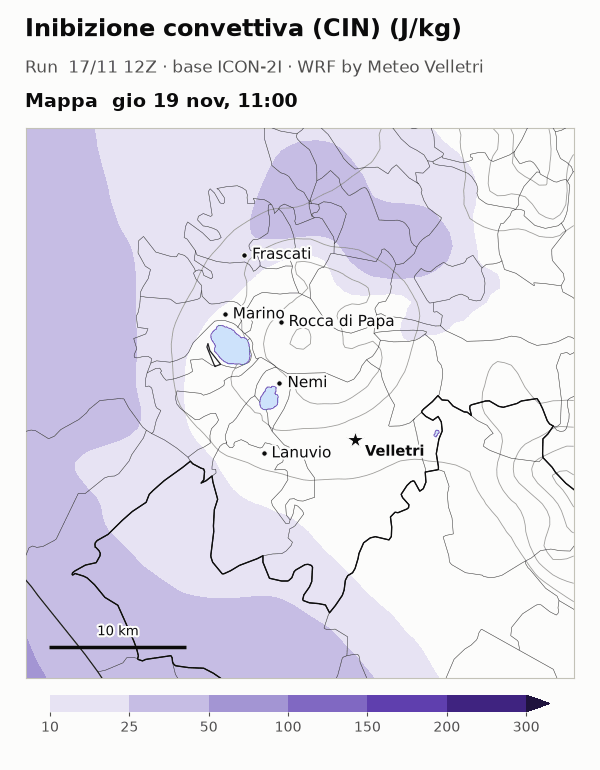 Inibizione convettiva (CIN) (J/kg)
Run  17/11 12Z · base ICON-2I · WRF by Meteo Velletri
Mappa  gio 19 nov, 11:00
Frascati
Marino
Rocca di Papa
Nemi
Velletri
Lanuvio
10 km
10 25 50 100 150 200 300